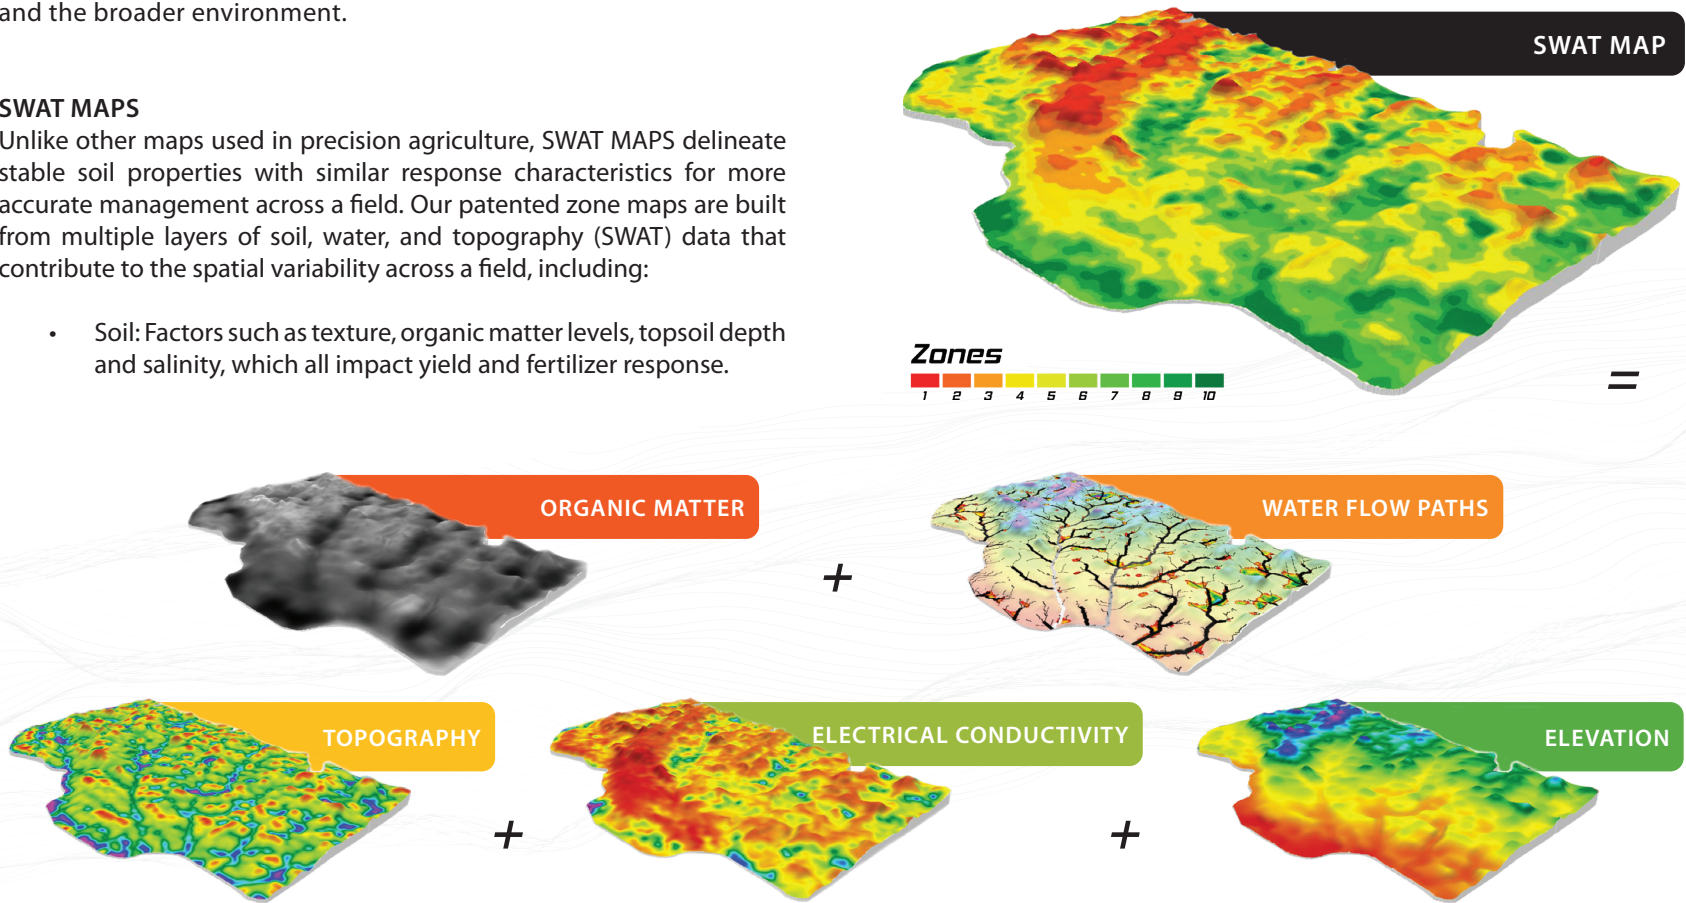 and the broader environment.
SWAT MAPS
Unlike other maps used in precision agriculture, SWAT MAPS delineate
stable soil properties with similar response characteristics for more
accurate management across a field. Our patented zone maps are built
from multiple layers of soil, water, and topography (SWAT) data that
contribute to the spatial variability across a field, including:
• Soil: Factors such as texture, organic matter levels, topsoil depth
and salinity, which all impact yield and fertilizer response.
SWAT MAP
Zones
1 2 3 4 5 6 7 8 9 10
=
ORGANIC MATTER
+
WATER FLOW PATHS
TOPOGRAPHY
+
ELECTRICAL CONDUCTIVITY
+
ELEVATION